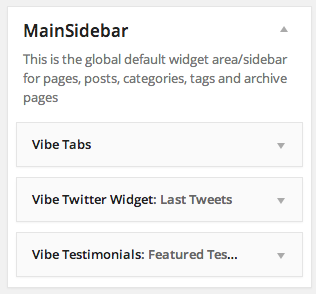 MainSidebar
This is the global default widget area/sidebar
for pages, posts, categories, tags and archive
pages
Vibe Tabs
Vibe Twitter Widget: Last Tweets
Vibe Testimonials: Featured Tes...